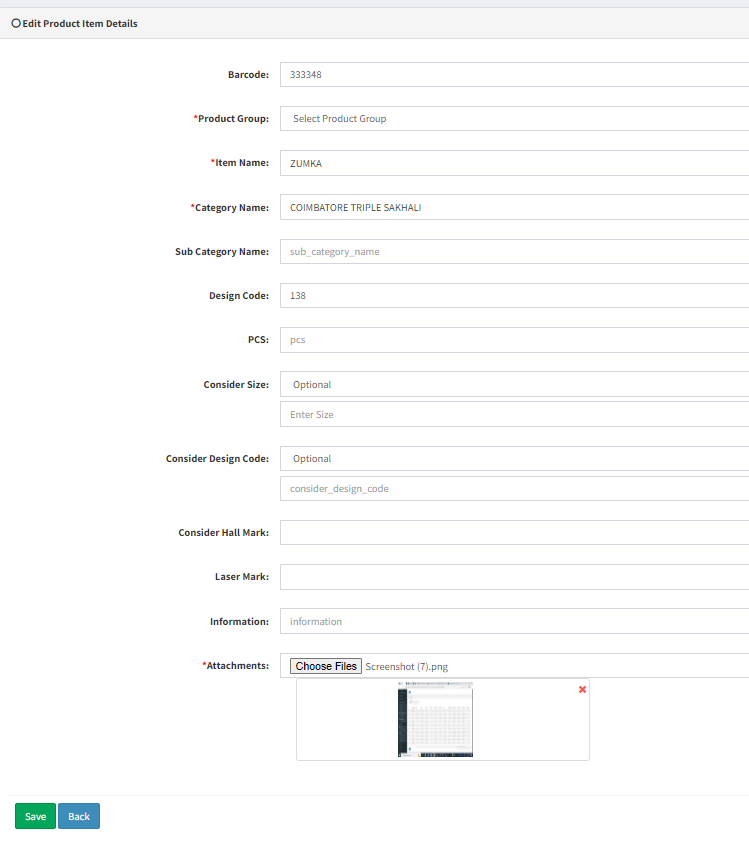 Edit Product Item Details
Barcode: 333348
*Product Group: Select Product Group
*Item Name: ZUMKA
*Category Name: COIMBATORE TRIPLE SAKHALI
Sub Category Name: sub_category_name
Design Code: 138
PCS: pcs
Consider Size: Optional
Enter Size
Consider Design Code: Optional
consider_design_code
Consider Hall Mark:
Laser Mark:
Information: information
*Attachments: Choose Files Screenshot (7).png
Save Back